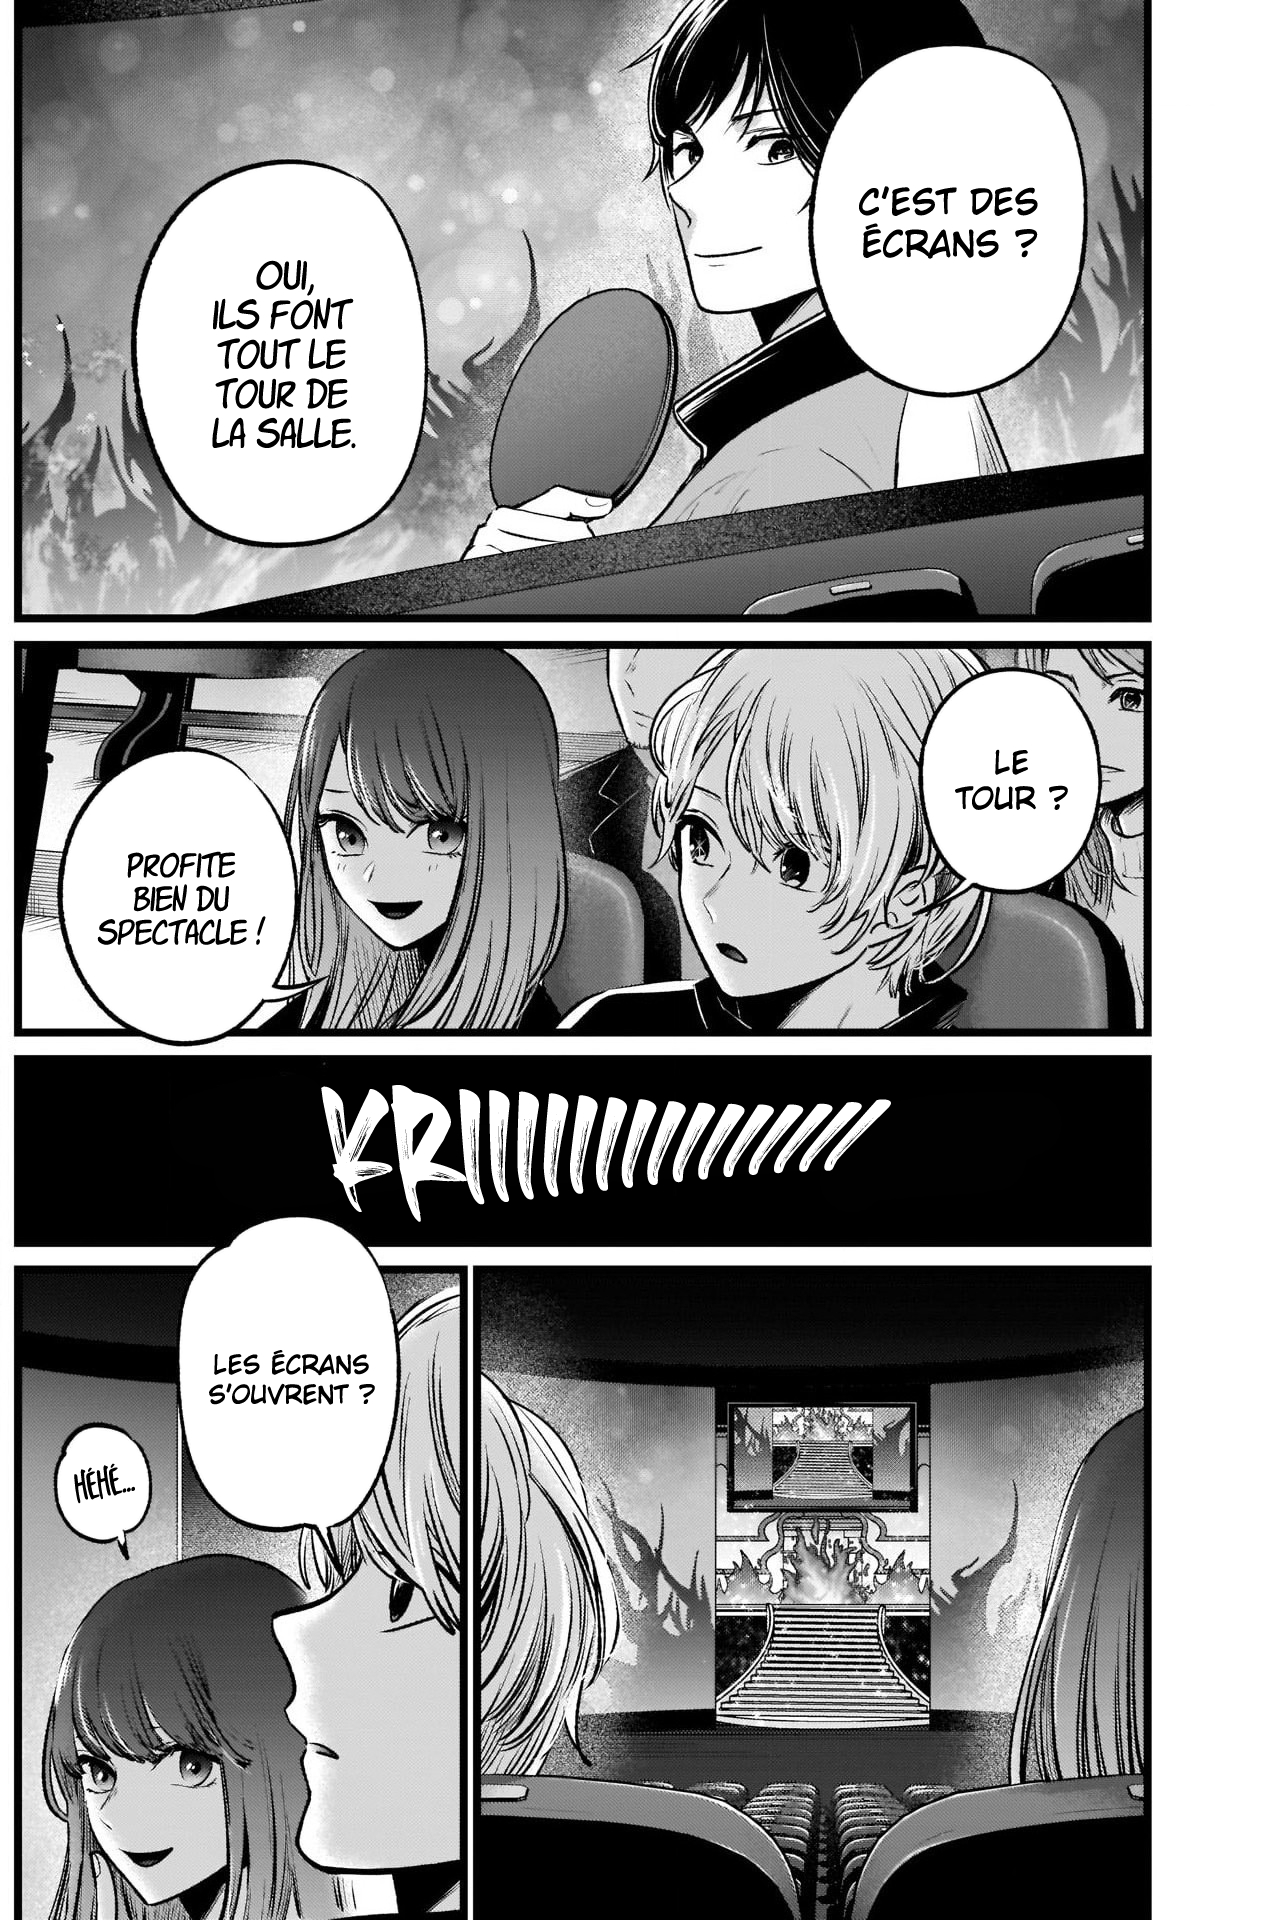 C'EST DES
ÉCRANS ?
OUI,
ILS FONT
TOUT LE
TOUR DE
LA SALLE.
LE
TOUR ?
PROFITE
BIEN DU
SPECTACLE !
KRIIIIIIIIIIIIIIII
LES ÉCRANS
S'OUVRENT ?
HÉHÉ...